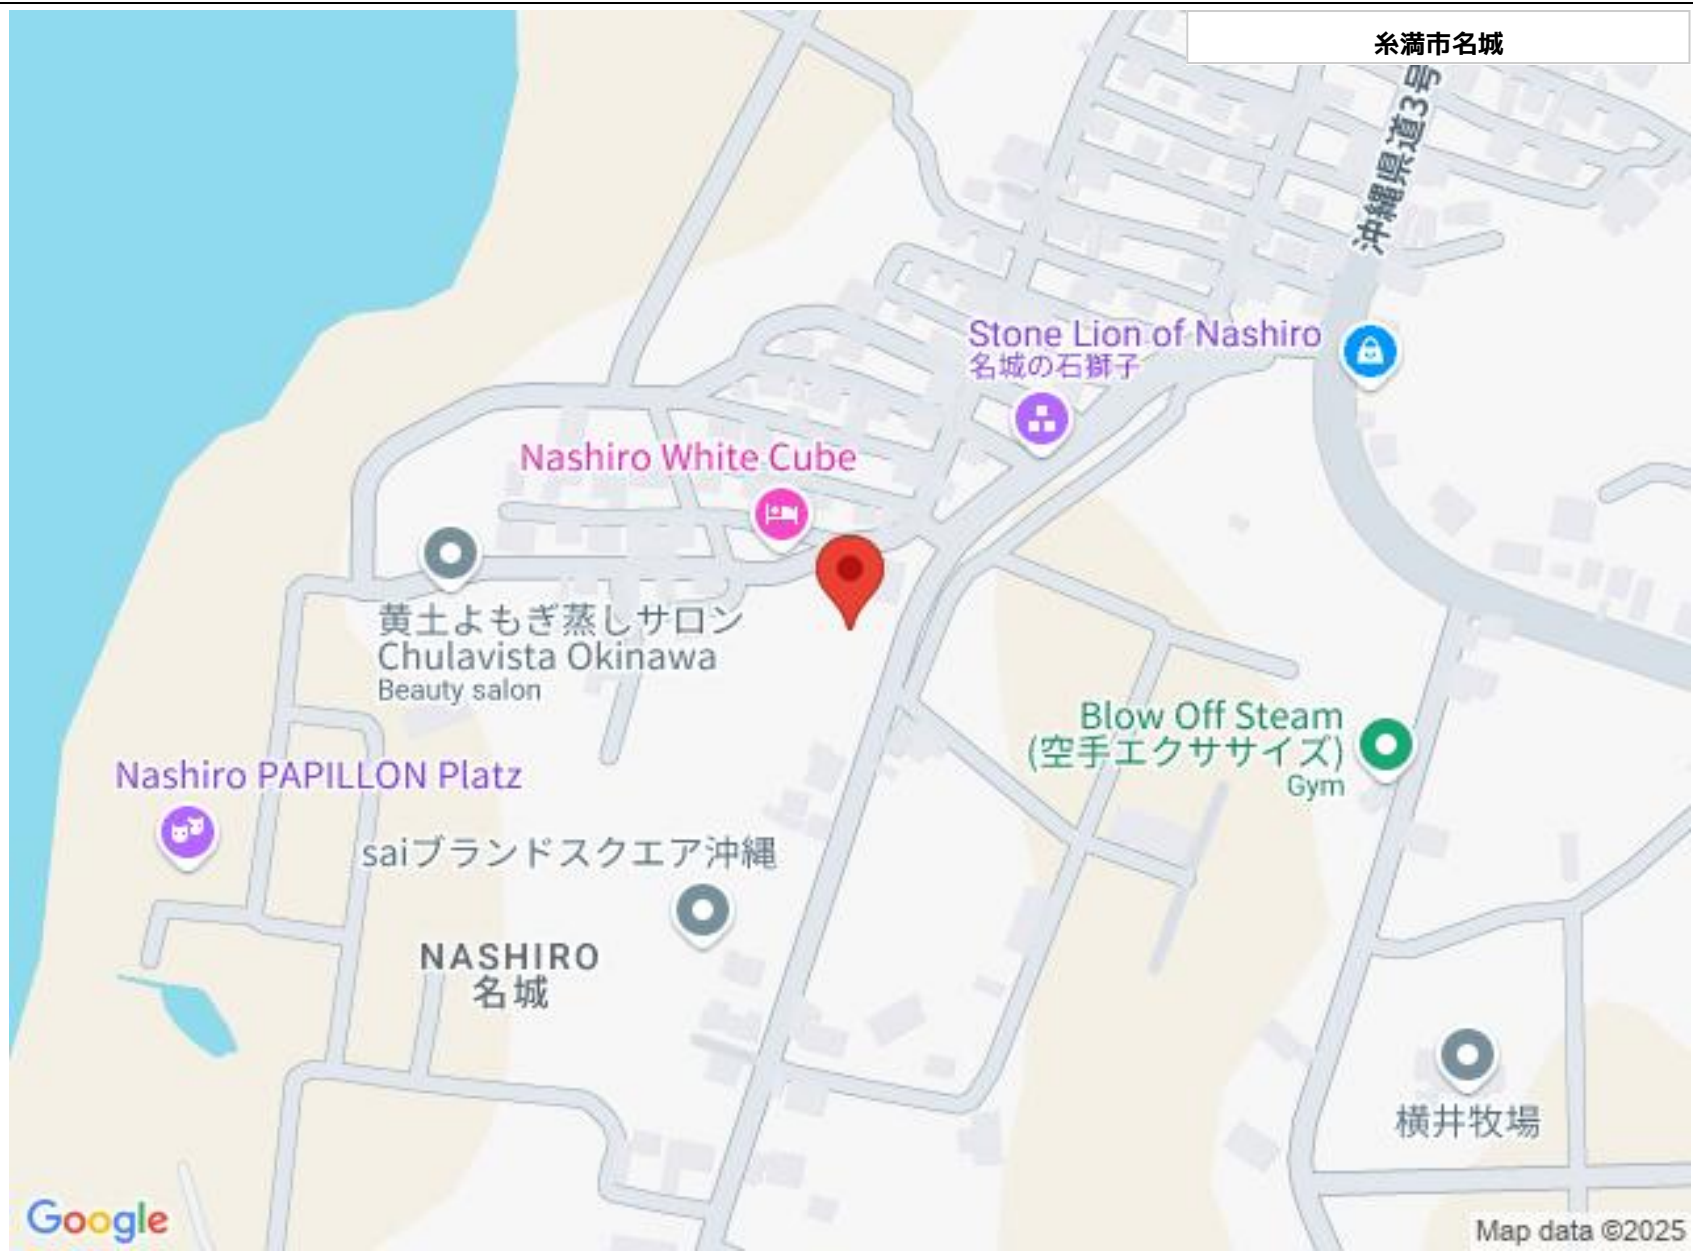 糸満市名城
沖縄県道3号
Stone Lion of Nashiro
名城の石獅子
Nashiro White Cube
黄土よもぎ蒸しサロン
Chulavista Okinawa
Beauty salon
Blow Off Steam
(空手エクササイズ)
Gym
Nashiro PAPILLON Platz
saiブランドスクエア沖縄
NASHIRO
名城
横井牧場
Google
Map data ©2025